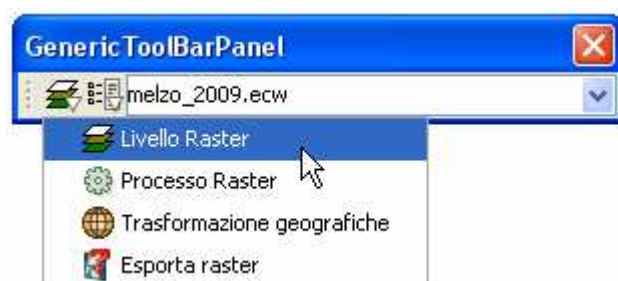 GenericToolBarPanel
melzo_2009.ecw
Livello Raster
Processo Raster
Trasformazione geografiche
Esporta raster